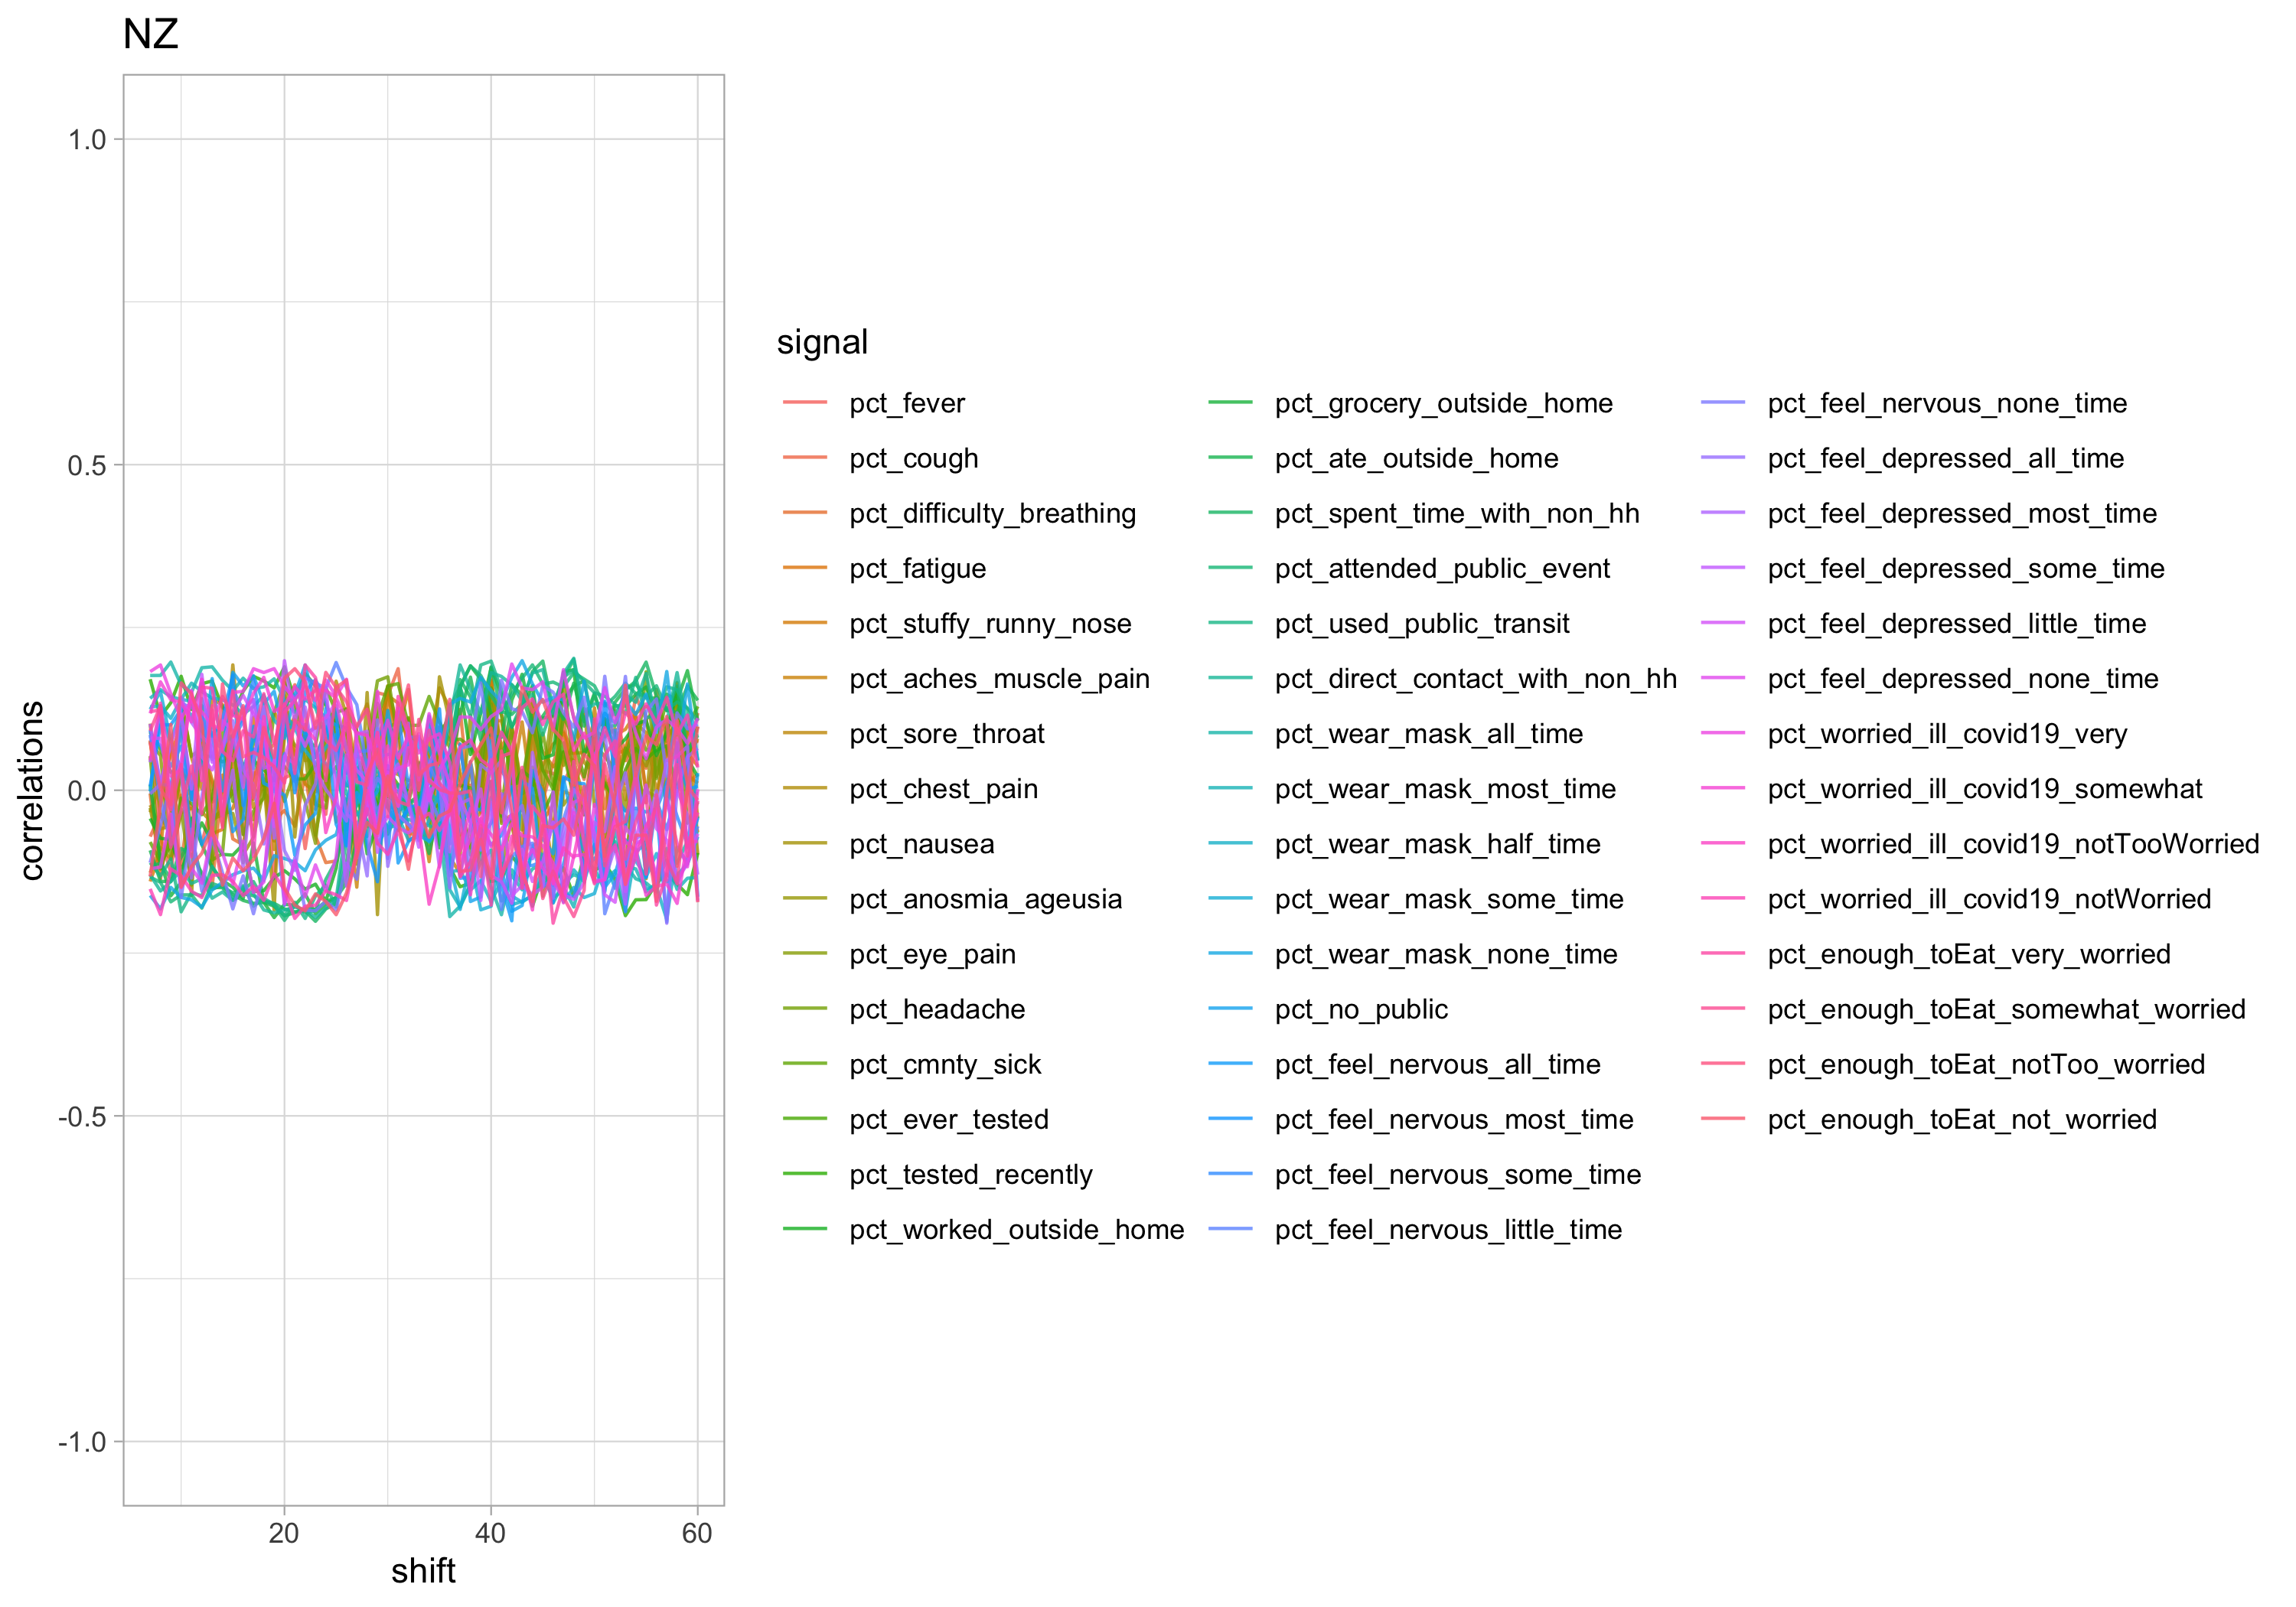 NZ
1.0
0.5
0.0
-0.5
-1.0
correlations
20 40 60
shift
signal
pct_fever
pct_cough
pct_difficulty_breathing
pct_fatigue
pct_stuffy_runny_nose
pct_aches_muscle_pain
pct_sore_throat
pct_chest_pain
pct_nausea
pct_anosmia_ageusia
pct_eye_pain
pct_headache
pct_cmnty_sick
pct_ever_tested
pct_tested_recently
pct_worked_outside_home
pct_grocery_outside_home
pct_ate_outside_home
pct_spent_time_with_non_hh
pct_attended_public_event
pct_used_public_transit
pct_direct_contact_with_non_hh
pct_wear_mask_all_time
pct_wear_mask_most_time
pct_wear_mask_half_time
pct_wear_mask_some_time
pct_wear_mask_none_time
pct_no_public
pct_feel_nervous_all_time
pct_feel_nervous_most_time
pct_feel_nervous_some_time
pct_feel_nervous_little_time
pct_feel_nervous_none_time
pct_feel_depressed_all_time
pct_feel_depressed_most_time
pct_feel_depressed_some_time
pct_feel_depressed_little_time
pct_feel_depressed_none_time
pct_worried_ill_covid19_very
pct_worried_ill_covid19_somewhat
pct_worried_ill_covid19_notTooWorried
pct_worried_ill_covid19_notWorried
pct_enough_toEat_very_worried
pct_enough_toEat_somewhat_worried
pct_enough_toEat_notToo_worried
pct_enough_toEat_not_worried